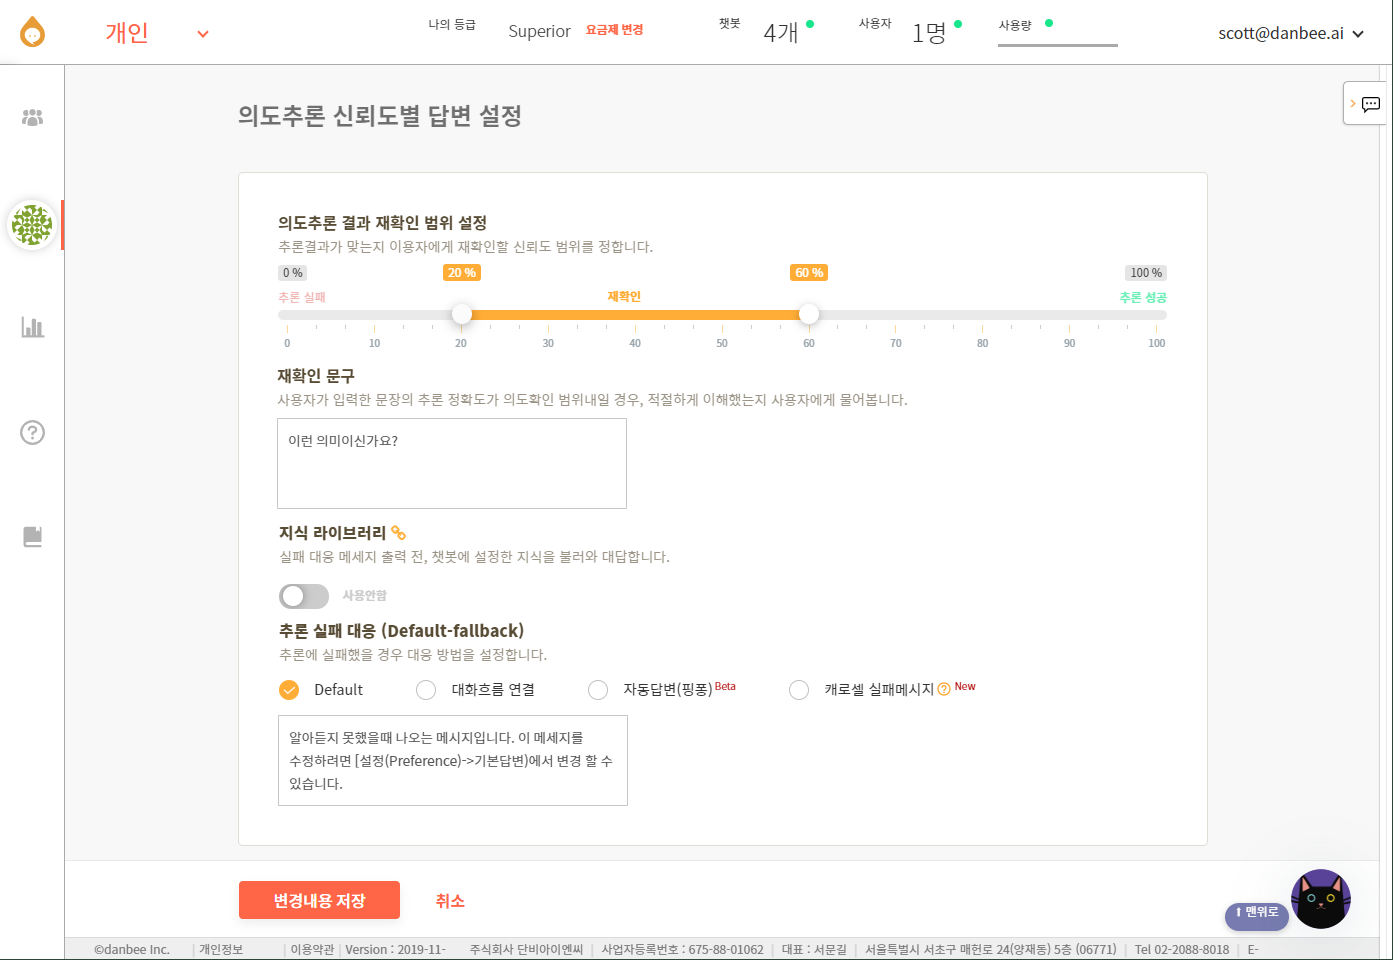 개인
나의 등급 Superior 요금제 변경
챗봇 4개
사용자 1명
사용량
scott@danbee.ai
의도추론 신뢰도별 답변 설정
의도추론 결과 재확인 범위 설정
추론결과가 맞는지 이용자에게 재확인할 신뢰도 범위를 정합니다.
0 % 20 % 60 % 100 %
추론 실패 재확인 추론 성공
0 10 20 30 40 50 60 70 80 90 100
재확인 문구
사용자가 입력한 문장의 추론 정확도가 의도확인 범위내일 경우, 적절하게 이해했는지 사용자에게 물어봅니다.
이런 의미이신가요?
지식 라이브러리
실패 대응 메세지 출력 전, 챗봇에 설정한 지식을 불러와 대답합니다.
사용안함
추론 실패 대응 (Default-fallback)
추론에 실패했을 경우 대응 방법을 설정합니다.
Default 대화흐름 연결 자동답변(핑퐁) Beta 캐로셀 실패메시지 New
알아듣지 못했을때 나오는 메시지입니다. 이 메세지를
수정하려면 [설정(Preference)->기본답변)에서 변경 할 수
있습니다.
변경내용 저장 취소
맨위로
©danbee Inc. | 개인정보 | 이용약관 | Version : 2019-11- 주식회사 단비아이엔씨 | 사업자등록번호 : 675-88-01062 | 대표 : 서문길 | 서울특별시 서초구 매헌로 24(양재동) 5층 (06771) | Tel 02-2088-8018 | E-